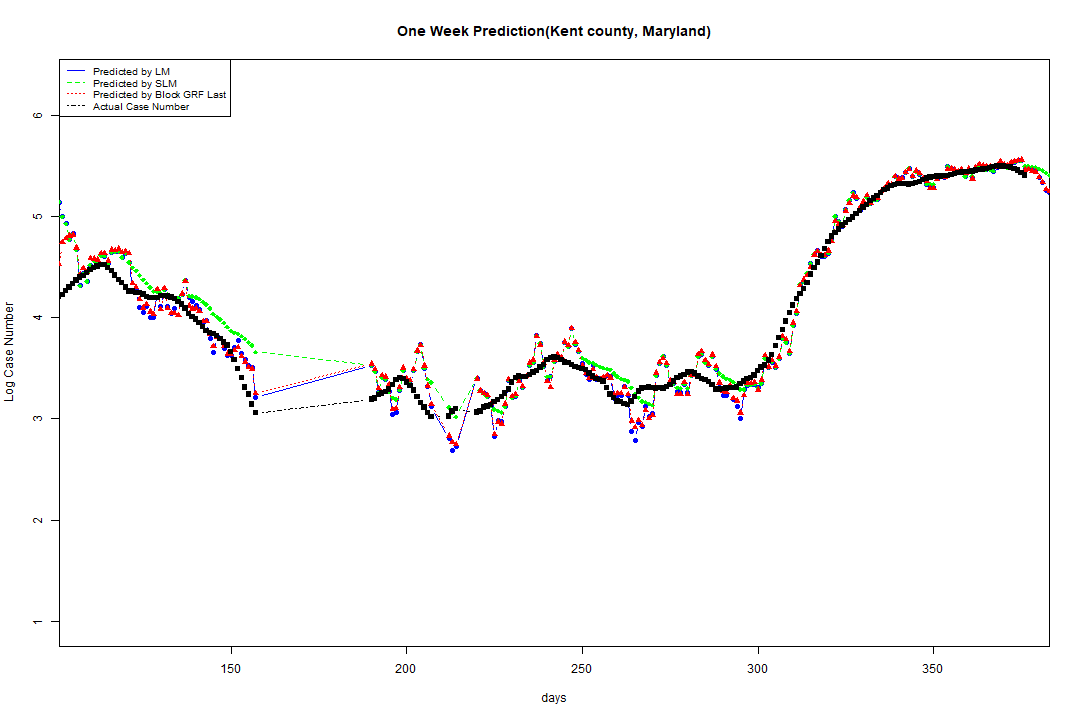 One Week Prediction(Kent county, Maryland)
Predicted by LM
Predicted by SLM
Predicted by Block GRF Last
Actual Case Number
6
5
4
3
2
1
Log Case Number
150 200 250 300 350
days